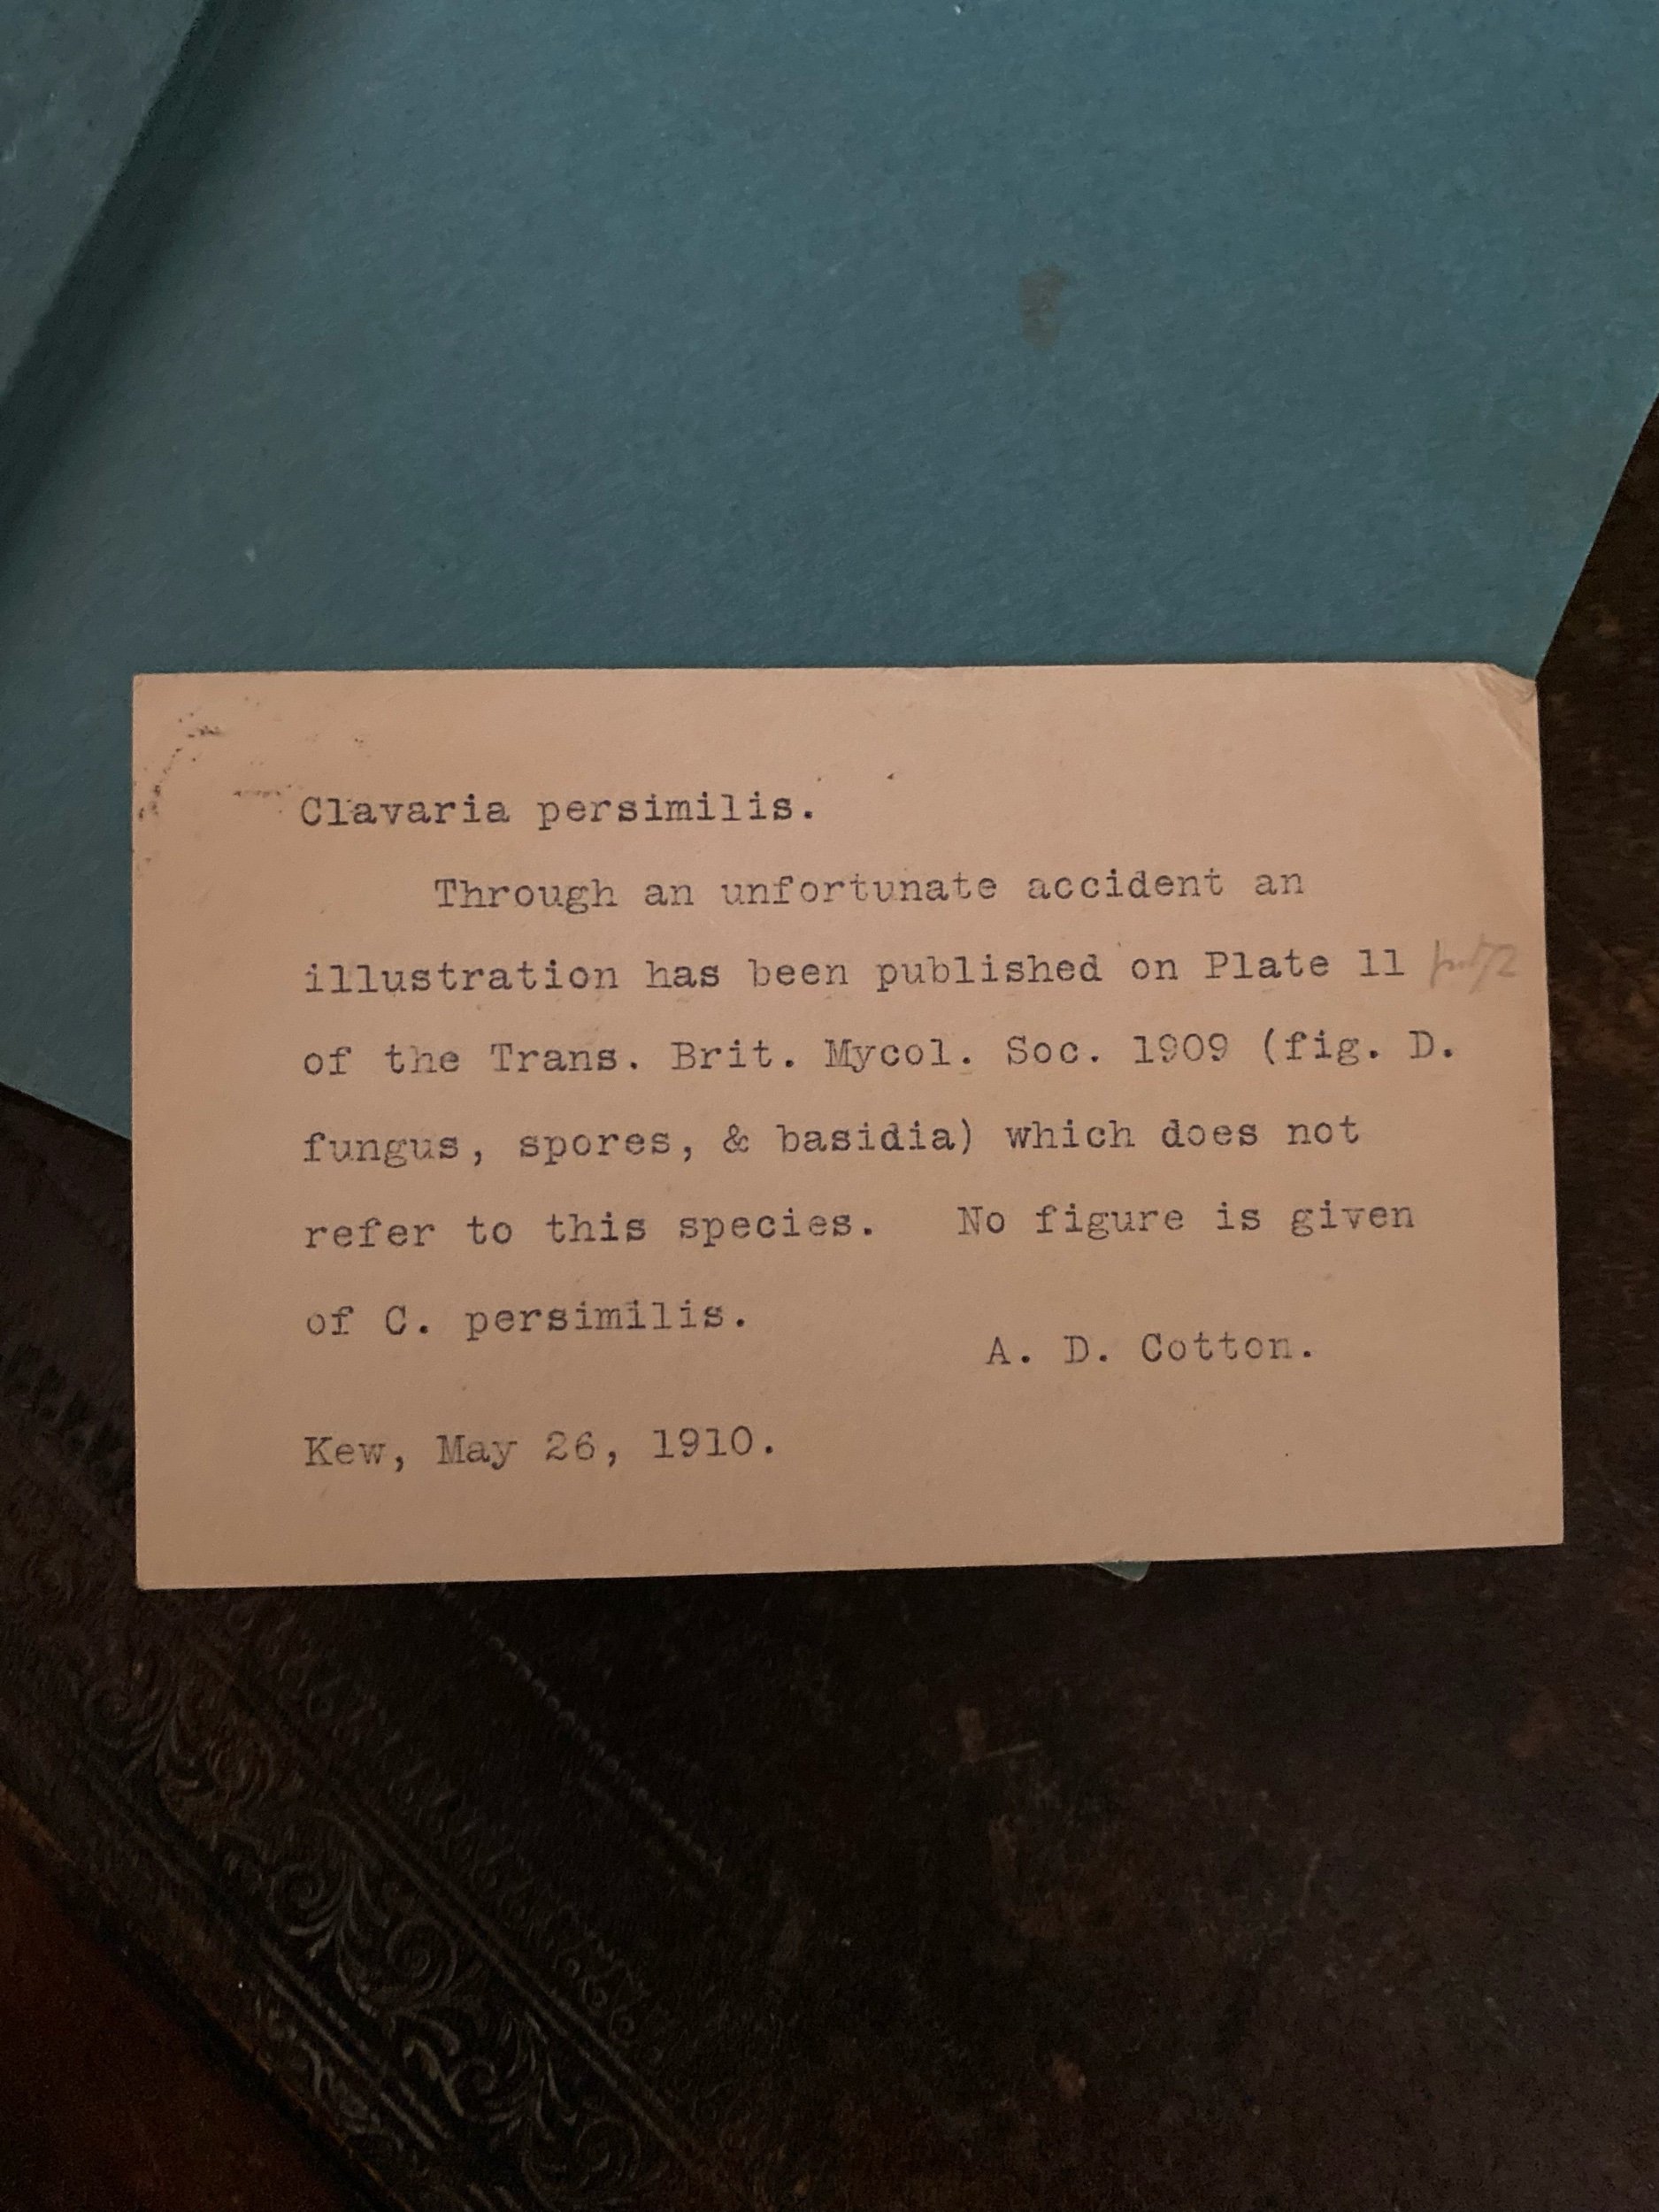 Clavaria persimilis.
Through an unfortunate accident an
illustration has been published on Plate 11
of the Trans. Brit. Mycol. Soc. 1909 (fig. D.
fungus, spores, & basidia) which does not
refer to this species. No figure is given
of C. persimilis.
A. D. Cotton.
Kew, May 26, 1910.